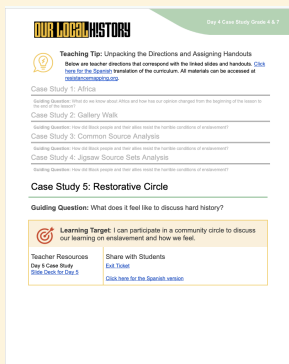 Day 4 Case Study Grade 4 & 7
OUR LOCAL HISTORY
Teaching Tip: Unpacking the Directions and Assigning Handouts
Below are teacher directions that correspond with the linked slides and handouts. Click
here for the Spanish translation of the curriculum. All materials can be accessed at
resistancemapping.org.
Case Study 1: Africa
Guiding Question: What do we know about Africa and how has our opinion changed from the beginning of the lesson to
the end of the lesson?
Case Study 2: Gallery Walk
Guiding Question: How did Black people and their allies resist the horrible conditions of enslavement?
Case Study 3: Common Source Analysis
Guiding Question: How did Black people and their allies resist the horrible conditions of enslavement?
Case Study 4: Jigsaw Source Sets Analysis
Guiding Question: How did Black people and their allies resist the horrible conditions of enslavement?
Case Study 5: Restorative Circle
Guiding Question: What does it feel like to discuss hard history?
Learning Target: I can participate in a community circle to discuss
our learning on enslavement and how we feel.
Teacher Resources
Day 5 Case Study
Slide Deck for Day 5
Share with Students
Exit Ticket
Click here for the Spanish version